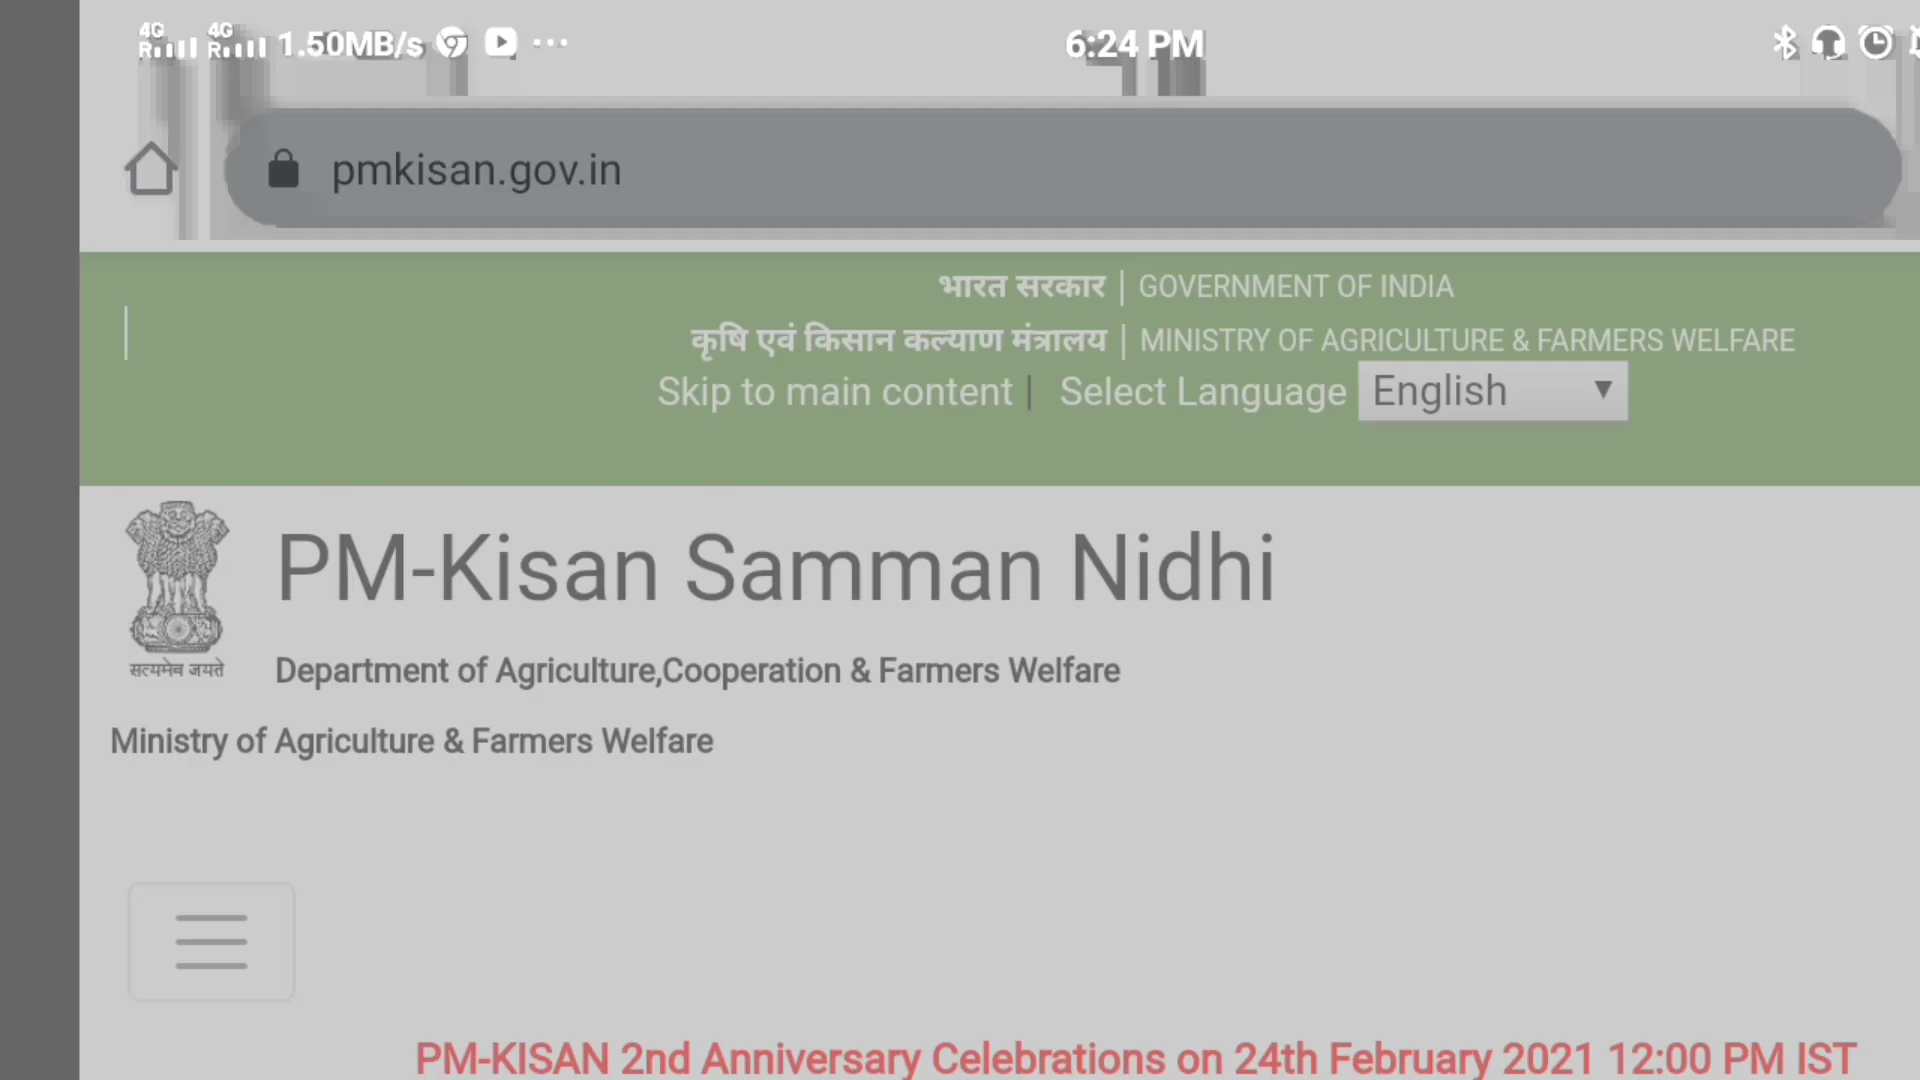 4G R 4G R 1.50MB/s ... 6:24 PM
pmkisan.gov.in
भारत सरकार | GOVERNMENT OF INDIA
कृषि एवं किसान कल्याण मंत्रालय | MINISTRY OF AGRICULTURE & FARMERS WELFARE
Skip to main content | Select Language English ▼
PM-Kisan Samman Nidhi
सत्यमेव जयते
Department of Agriculture,Cooperation & Farmers Welfare
Ministry of Agriculture & Farmers Welfare
PM-KISAN 2nd Anniversary Celebrations on 24th February 2021 12:00 PM IST